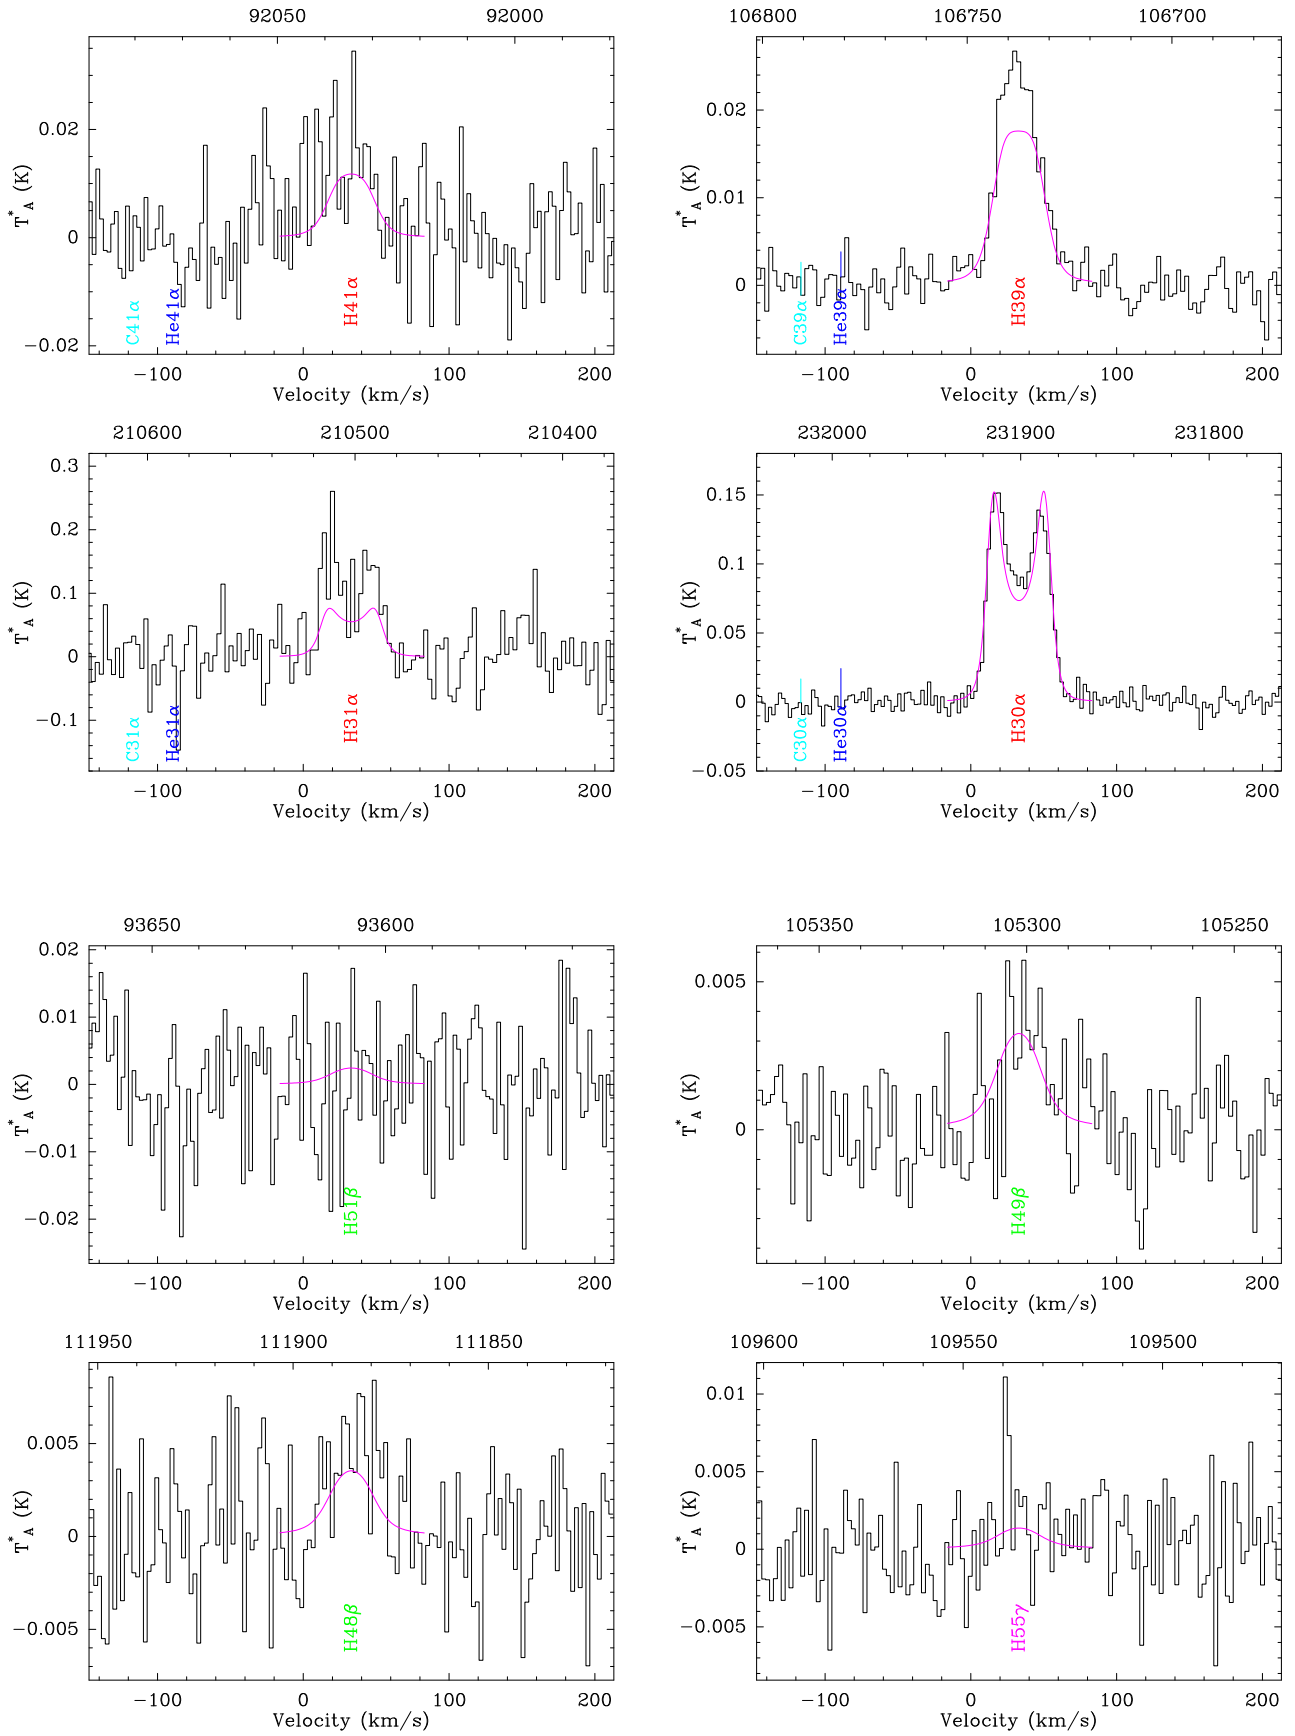 92050 92000
106800 106750 106700
T*A (K)
0.02
0
−0.02
C41α
He41α
H41α
−100 0 100 200
Velocity (km/s)
T*A (K)
0.02
0.01
0
C39α
He39α
H39α
−100 0 100 200
Velocity (km/s)
210600 210500 210400
232000 231900 231800
T*A (K)
0.3
0.2
0.1
0
−0.1
C31α
He31α
H31α
−100 0 100 200
Velocity (km/s)
T*A (K)
0.15
0.1
0.05
0
−0.05
C30α
He30α
H30α
−100 0 100 200
Velocity (km/s)
93650 93600
105350 105300 105250
T*A (K)
0.02
0.01
0
−0.01
−0.02
H51β
−100 0 100 200
Velocity (km/s)
T*A (K)
0.005
0
H49β
−100 0 100 200
Velocity (km/s)
111950 111900 111850
109600 109550 109500
T*A (K)
0.005
0
−0.005
H48β
−100 0 100 200
Velocity (km/s)
T*A (K)
0.01
0.005
0
−0.005
H55γ
−100 0 100 200
Velocity (km/s)